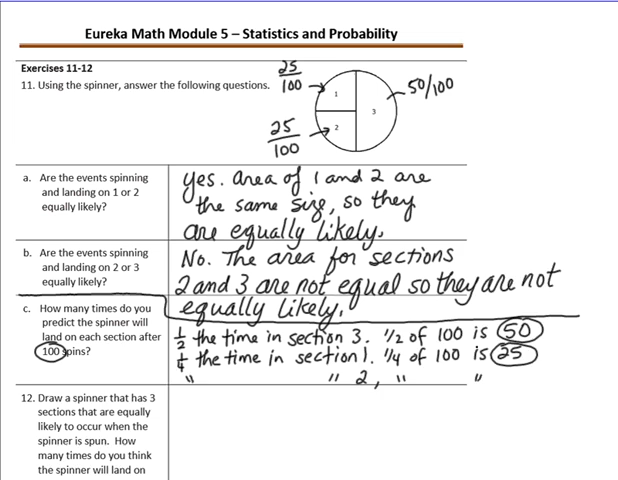 Eureka Math Module 5 – Statistics and Probability
Exercises 11-12
11. Using the spinner, answer the following questions.
25/100
1
2
3
50/100
25/100
a. Are the events spinning
and landing on 1 or 2
equally likely?
yes. Area of 1 and 2 are
the same size, so they
are equally likely.
b. Are the events spinning
and landing on 2 or 3
equally likely?
No. The area for sections
2 and 3 are not equal so they are not
equally likely.
c. How many times do you
predict the spinner will
land on each section after
100 spins?
1/2 the time in section 3. 1/2 of 100 is 50
1/4 the time in section 1. 1/4 of 100 is 25
" " 2, " "
12. Draw a spinner that has 3
sections that are equally
likely to occur when the
spinner is spun. How
many times do you think
the spinner will land on